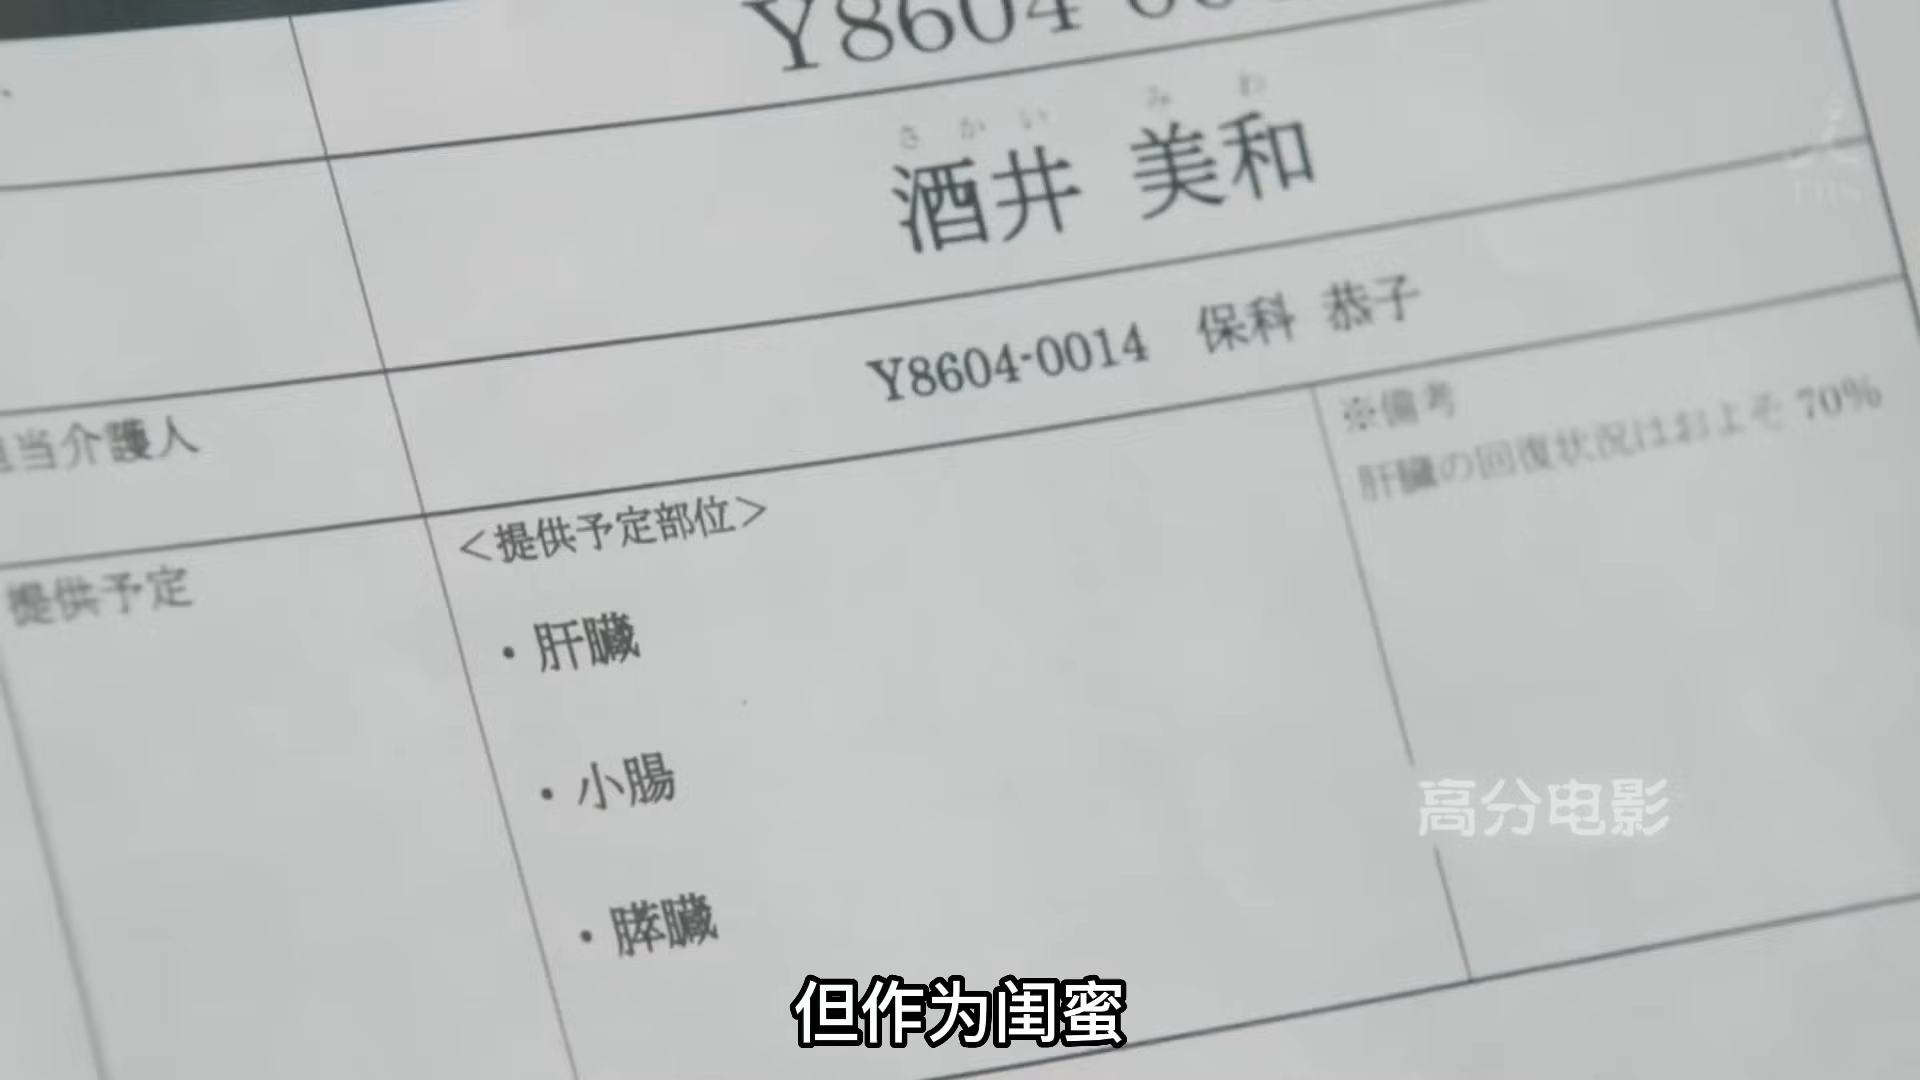 Y8604
さかい みわ
酒井 美和
当介護人
Y8604-0014 保科 恭子
提供予定
<提供予定部位>
・肝臓
・小腸
・膵臓
※備考
肝臓の回復状況はおよそ 70%
TBS
高分电影
但作为闺蜜